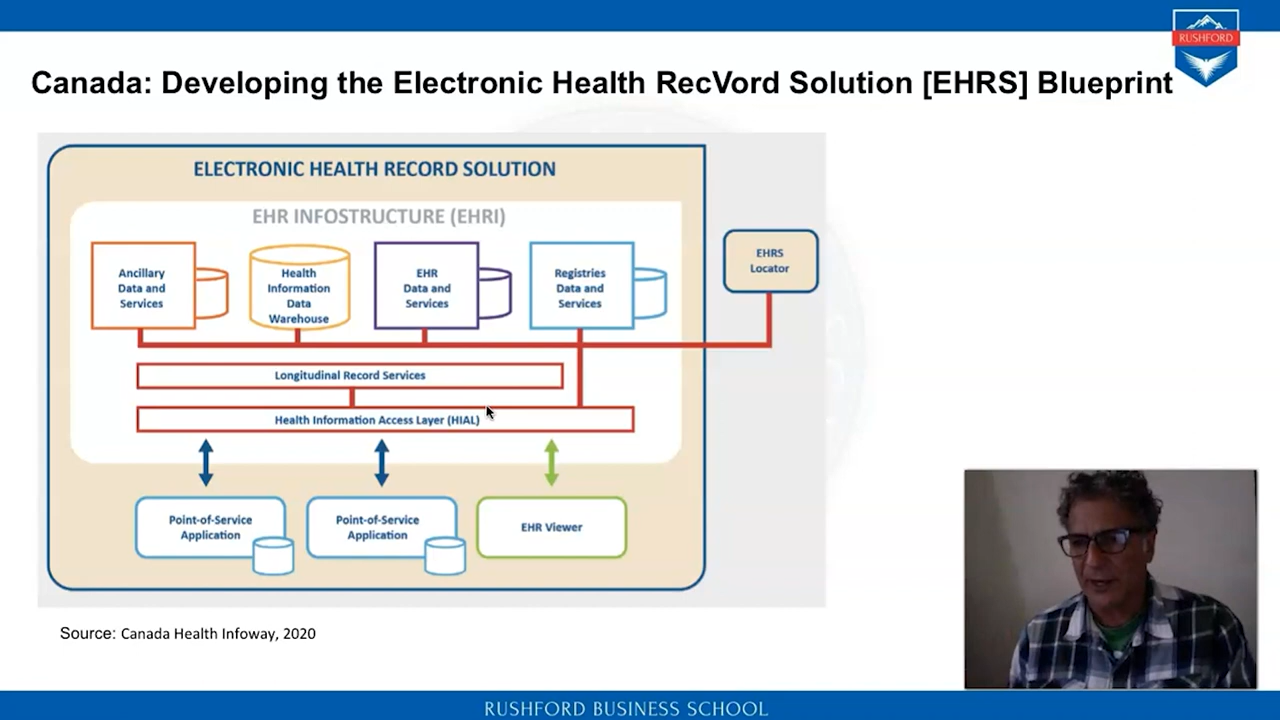 RUSHFORD
Canada: Developing the Electronic Health RecVord Solution [EHRS] Blueprint
ELECTRONIC HEALTH RECORD SOLUTION
EHR INFOSTRUCTURE (EHRI)
Ancillary
Data and
Services
Health
Information
Data
Warehouse
EHR
Data and
Services
Registries
Data and
Services
EHRS
Locator
Longitudinal Record Services
Health Information Access Layer (HIAL)
Point-of-Service
Application
Point-of-Service
Application
EHR Viewer
Source: Canada Health Infoway, 2020
RUSHFORD BUSINESS SCHOOL